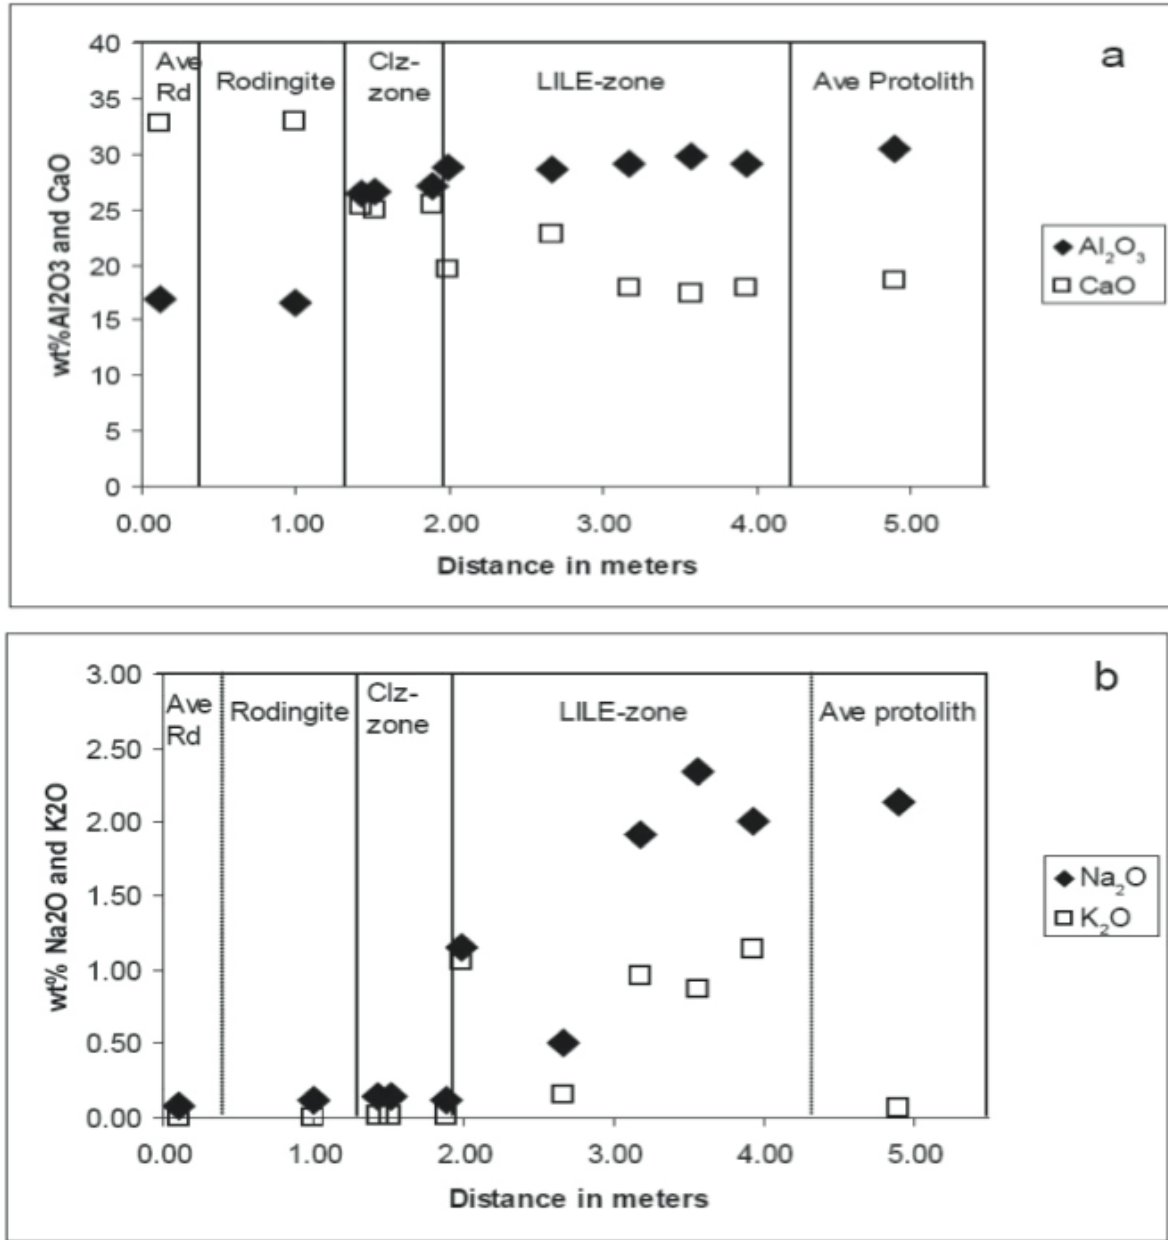 a
40
35
30
25
20
15
10
5
0
wt%Al2O3 and CaO
Ave
Rd
Rodingite
Clz-
zone
LILE-zone
Ave Protolith
Al₂O₃
CaO
0.00 1.00 2.00 3.00 4.00 5.00
Distance in meters
b
3.00
2.50
2.00
1.50
1.00
0.50
0.00
wt% Na2O and K2O
Ave
Rd
Rodingite
Clz-
zone
LILE-zone
Ave protolith
Na₂O
K₂O
0.00 1.00 2.00 3.00 4.00 5.00
Distance in meters